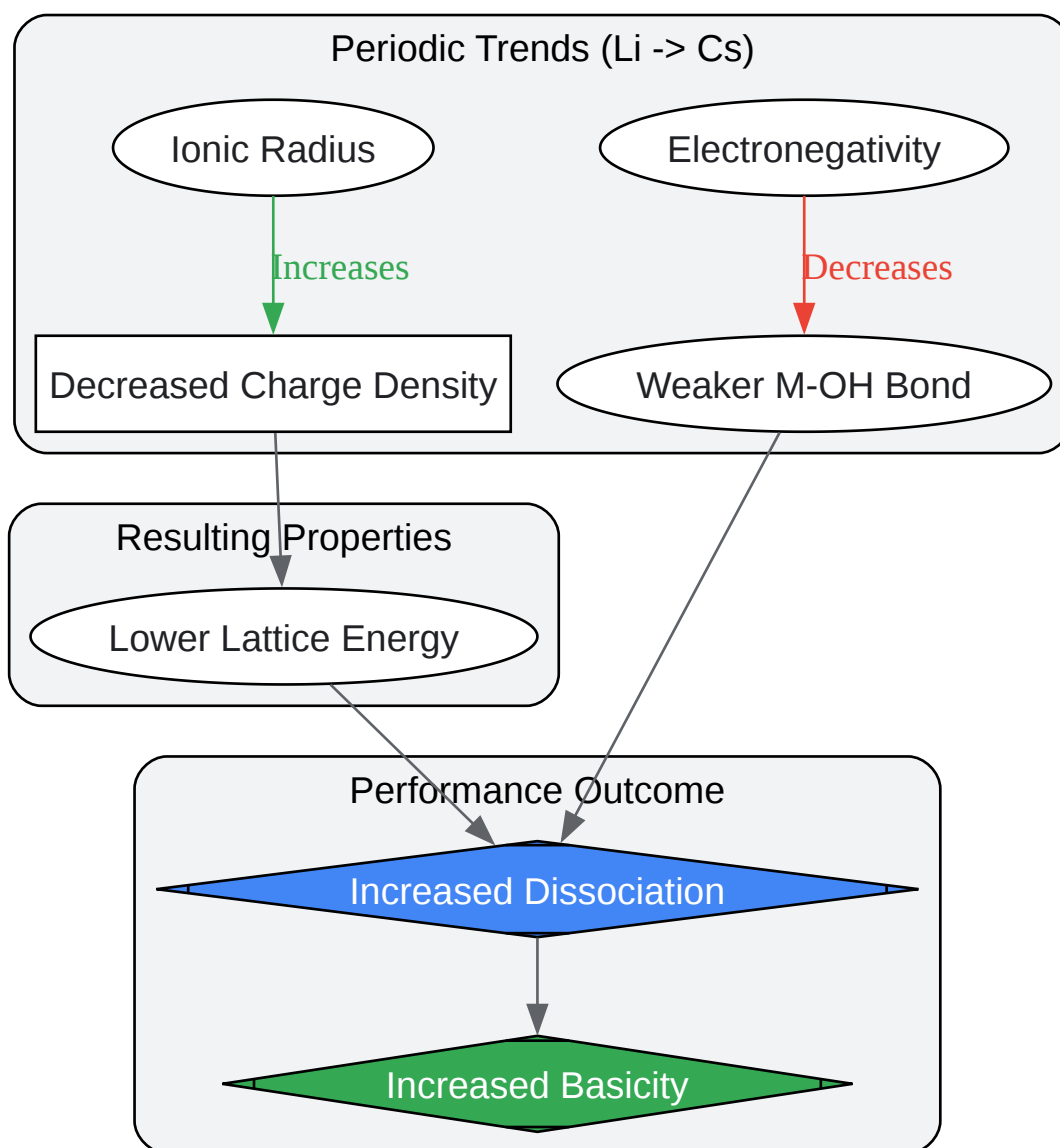 Periodic Trends (Li -> Cs)
Ionic Radius
Electronegativity
Increases
Decreases
Decreased Charge Density
Weaker M-OH Bond
Resulting Properties
Lower Lattice Energy
Performance Outcome
Increased Dissociation
Increased Basicity